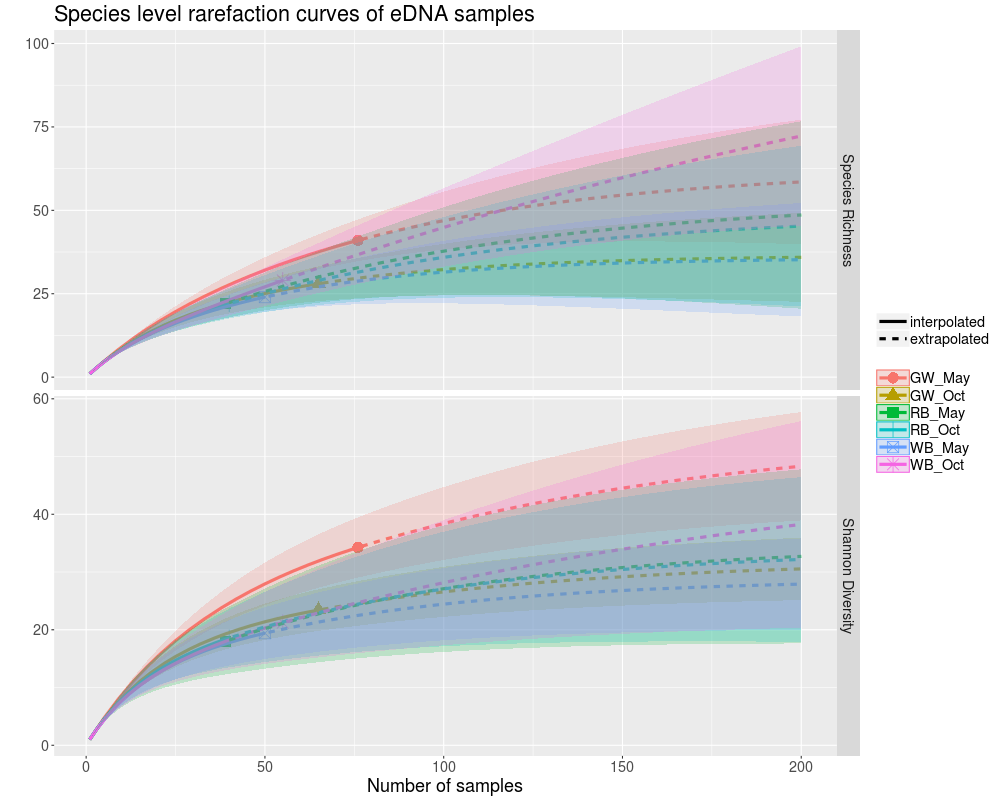 Species level rarefaction curves of eDNA samples
100
75
50
25
0
Species Richness
60
40
20
0
Shannon Diversity
0 50 100 150 200
Number of samples
interpolated
extrapolated
GW_May
GW_Oct
RB_May
RB_Oct
WB_May
WB_Oct